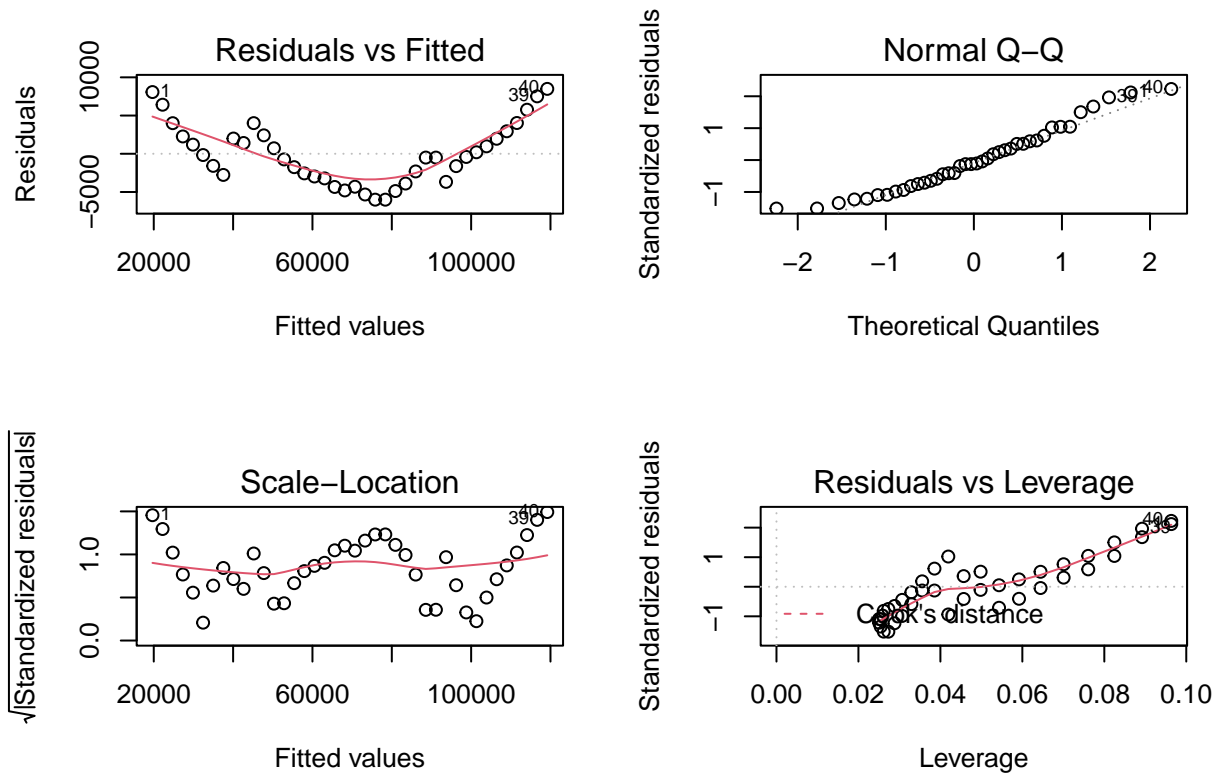 Residuals vs Fitted
Residuals
10000
−5000
1
40
39
20000 60000 100000
Fitted values
Normal Q−Q
Standardized residuals
1
−1
40
39
1
−2 −1 0 1 2
Theoretical Quantiles
Scale−Location
√|Standardized residuals|
1.0
0.0
1
40
39
20000 60000 100000
Fitted values
Residuals vs Leverage
Standardized residuals
1
−1
40
Cook's distance
0.00 0.02 0.04 0.06 0.08 0.10
Leverage